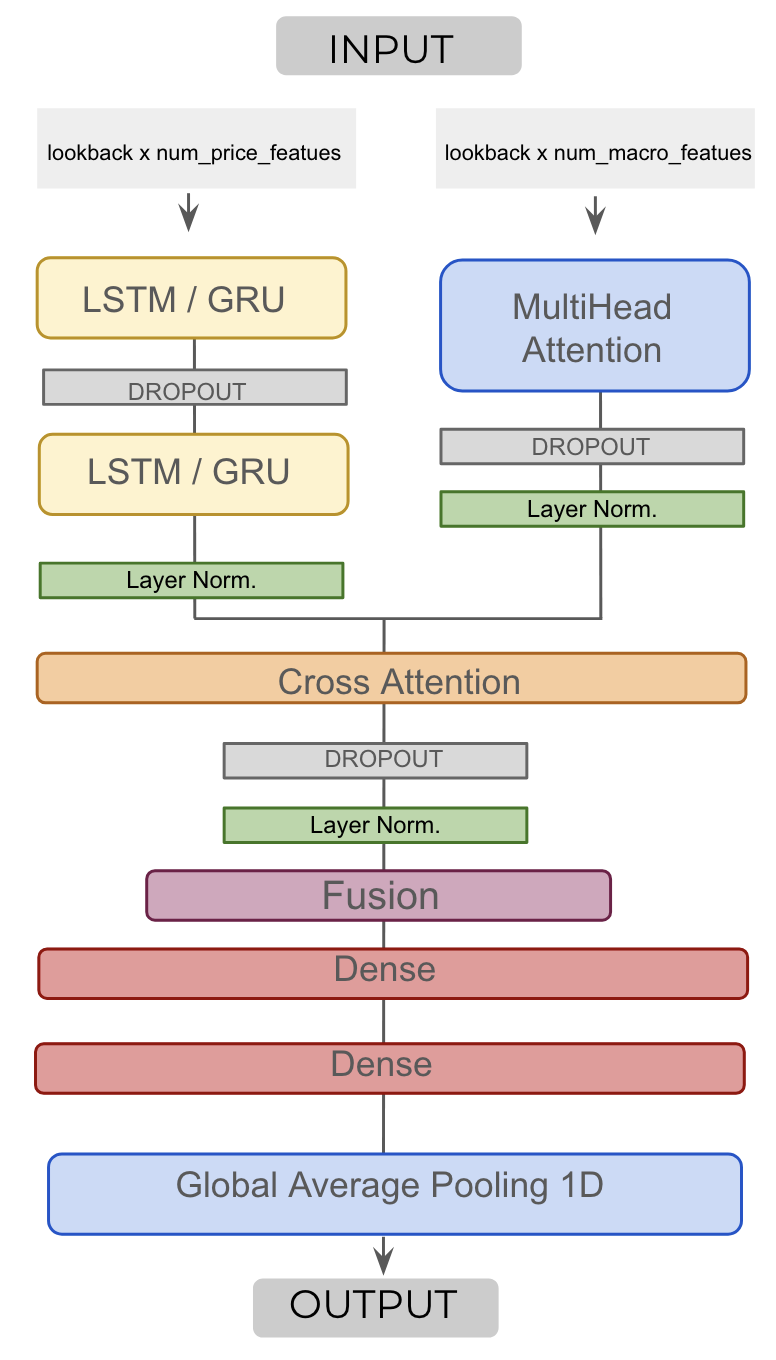 INPUT
lookback x num_price_featues
lookback x num_macro_featues
LSTM / GRU
MultiHead
Attention
DROPOUT
DROPOUT
LSTM / GRU
Layer Norm.
Layer Norm.
Cross Attention
DROPOUT
Layer Norm.
Fusion
Dense
Dense
Global Average Pooling 1D
OUTPUT